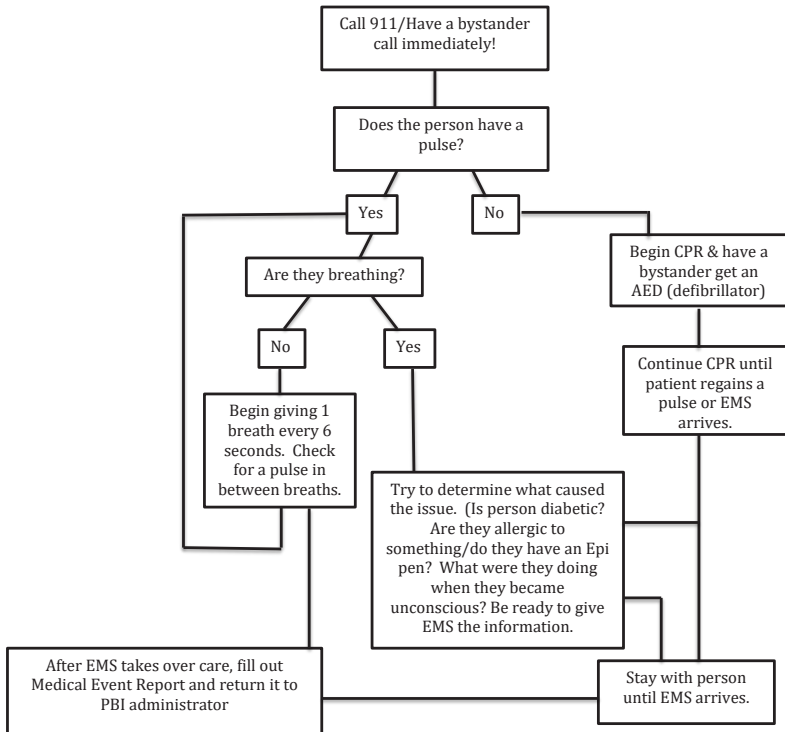 Call 911/Have a bystander
call immediately!
Does the person have a
pulse?
Yes
No
Are they breathing?
Begin CPR & have a
bystander get an
AED (defibrillator)
No
Yes
Continue CPR until
patient regains a
pulse or EMS
arrives.
Begin giving 1
breath every 6
seconds.  Check
for a pulse in
between breaths.
Try to determine what caused
the issue.  (Is person diabetic?
Are they allergic to
something/do they have an Epi
pen?  What were they doing
when they became
unconscious? Be ready to give
EMS the information.
After EMS takes over care, fill out
Medical Event Report and return it to
PBI administrator
Stay with person
until EMS arrives.